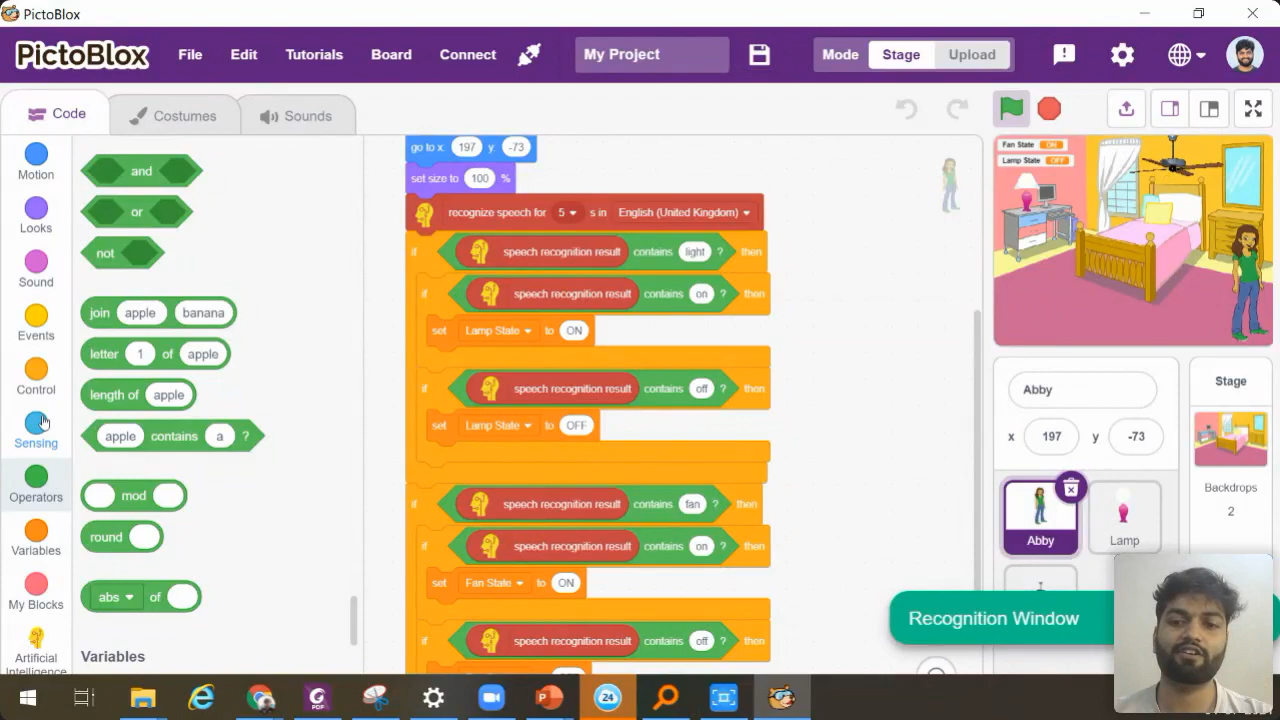 PictoBlox
PictoBlox File Edit Tutorials Board Connect My Project Mode Stage Upload
Code Costumes Sounds
Motion
Looks
Sound
Events
Control
Sensing
Operators
Variables
My Blocks
Artificial
Intelligence
and
or
not
join apple banana
letter 1 of apple
length of apple
apple contains a ?
mod
round
abs of
Variables
go to x: 197 y: -73
set size to 100 %
recognize speech for 5 s in English (United Kingdom)
if speech recognition result contains light ? then
if speech recognition result contains on ? then
set Lamp State to ON
if speech recognition result contains off ? then
set Lamp State to OFF
if speech recognition result contains fan ? then
if speech recognition result contains on ? then
set Fan State to ON
if speech recognition result contains off ? then
Fan State ON
Lamp State OFF
Abby
x 197 y -73
Abby
Lamp
Stage
Backdrops
2
Recognition Window
PDF
24